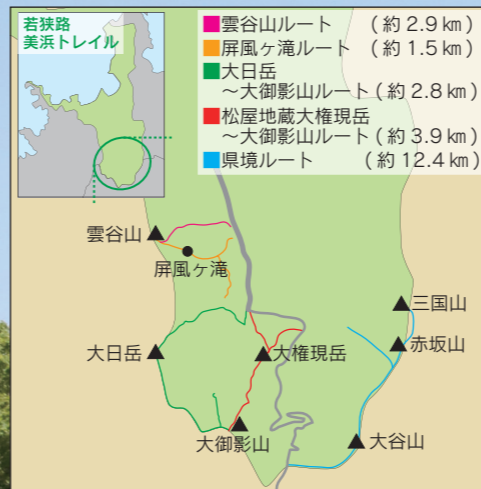 若狭路
美浜トレイル
■雲谷山ルート （約 2.9 km）
■屏風ヶ滝ルート （約 1.5 km）
■大日岳
～大御影山ルート（約 2.8 km）
■松屋地蔵大権現岳
～大御影山ルート（約 3.9 km）
■県境ルート （約 12.4 km）
雲谷山
屏風ヶ滝
三国山
大日岳
大権現岳
赤坂山
大御影山
大谷山